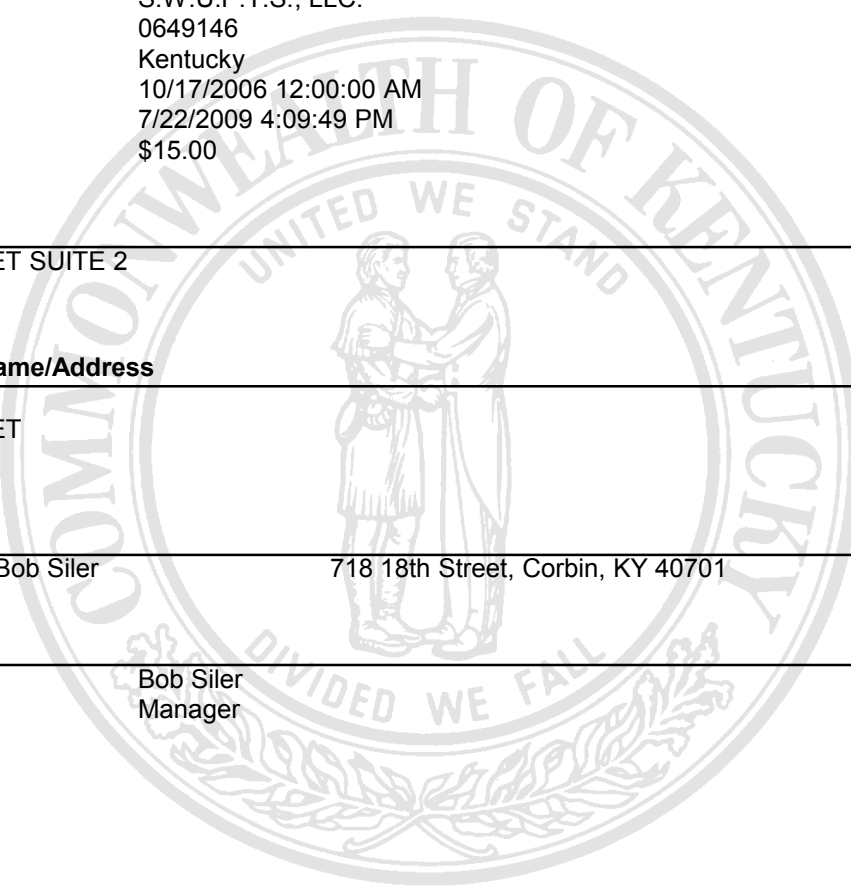 S.W.U.F.T.S., LLC.
0649146
Kentucky
10/17/2006 12:00:00 AM
7/22/2009 4:09:49 PM
$15.00
COMMONWEALTH OF KENTUCKY
UNITED WE STAND
ET SUITE 2
ame/Address
ET
Bob Siler 718 18th Street, Corbin, KY 40701
DIVIDED WE FALL
Bob Siler
Manager